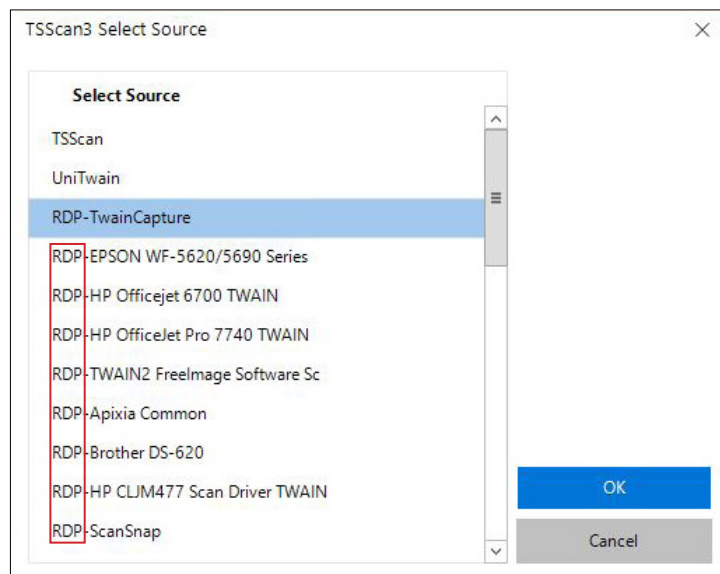 TSScan3 Select Source
Select Source
TSScan
UniTwain
RDP-TwainCapture
RDP-EPSON WF-5620/5690 Series
RDP-HP Officejet 6700 TWAIN
RDP-HP OfficeJet Pro 7740 TWAIN
RDP-TWAIN2 FreeImage Software Sc
RDP-Apixia Common
RDP-Brother DS-620
RDP-HP CLJM477 Scan Driver TWAIN
RDP-ScanSnap
OK
Cancel